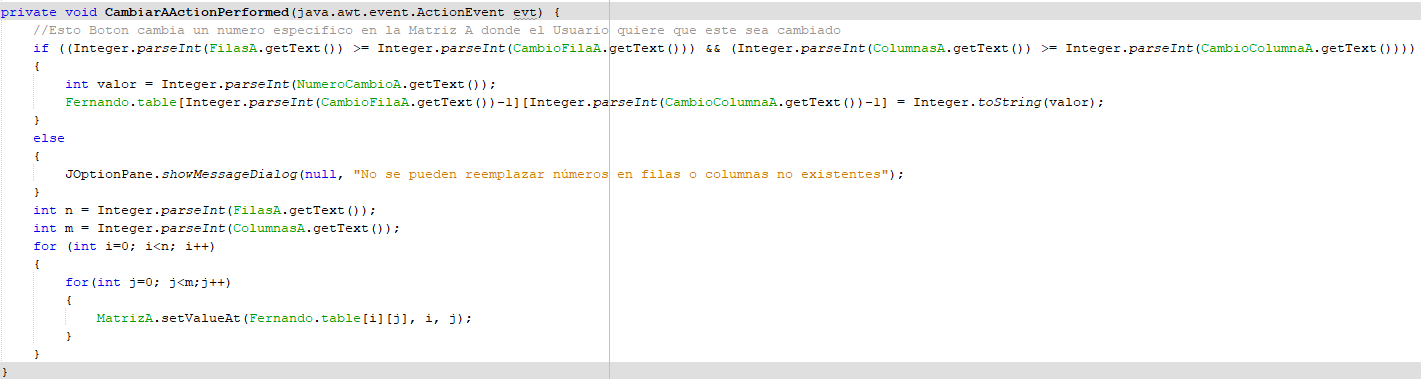 private void CambiarAActionPerformed(java.awt.event.ActionEvent evt) {
//Esto Boton cambia un numero especifico en la Matriz A donde el Usuario quiere que este sea cambiado
if ((Integer.parseInt(FilasA.getText()) >= Integer.parseInt(CambioFilaA.getText())) && (Integer.parseInt(ColumnasA.getText()) >= Integer.parseInt(CambioColumnaA.getText())))
{
int valor = Integer.parseInt(NumeroCambioA.getText());
Fernando.table[Integer.parseInt(CambioFilaA.getText())-1][Integer.parseInt(CambioColumnaA.getText())-1] = Integer.toString(valor);
}
else
{
JOptionPane.showMessageDialog(null, "No se pueden reemplazar números en filas o columnas no existentes");
}
int n = Integer.parseInt(FilasA.getText());
int m = Integer.parseInt(ColumnasA.getText());
for (int i=0; i<n; i++)
{
for(int j=0; j<m;j++)
{
MatrizA.setValueAt(Fernando.table[i][j], i, j);
}
}
}